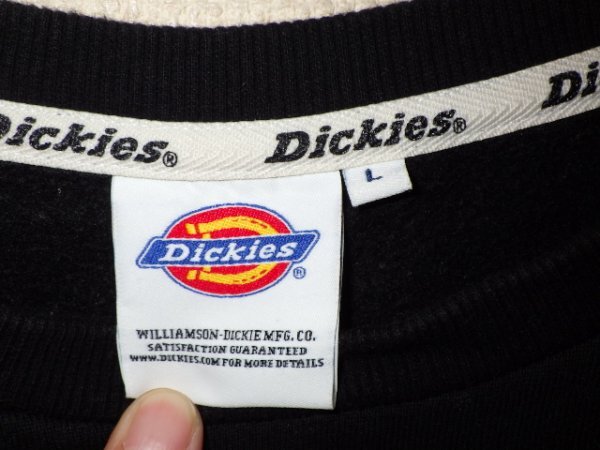 Dickies®
Dickies®
Di
L
Dickies®
WILLIAMSON-DICKIE MFG. CO.
SATISFACTION GUARANTEED
WWW.DICKIES.COM FOR MORE DETAILS